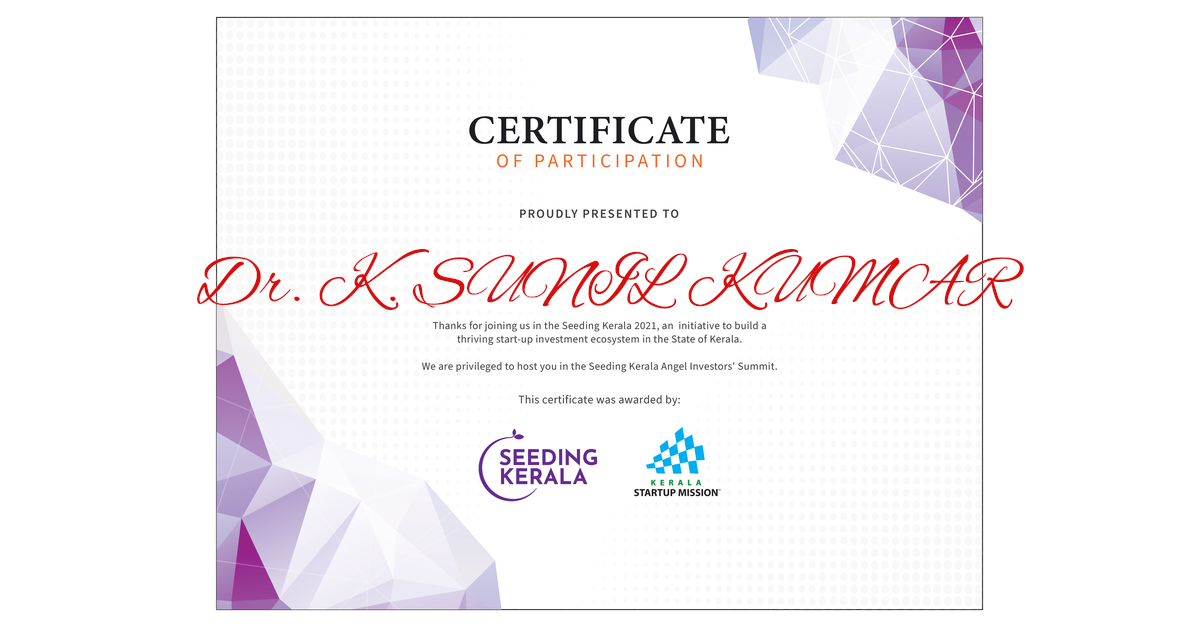 CERTIFICATE
OF PARTICIPATION
PROUDLY PRESENTED TO
Dr. K. SUNIL KUMAR
Thanks for joining us in the Seeding Kerala 2021, an initiative to build a
thriving start-up investment ecosystem in the State of Kerala.
We are privileged to host you in the Seeding Kerala Angel Investors' Summit.
This certificate was awarded by:
SEEDING
KERALA
KERALA
STARTUP MISSION